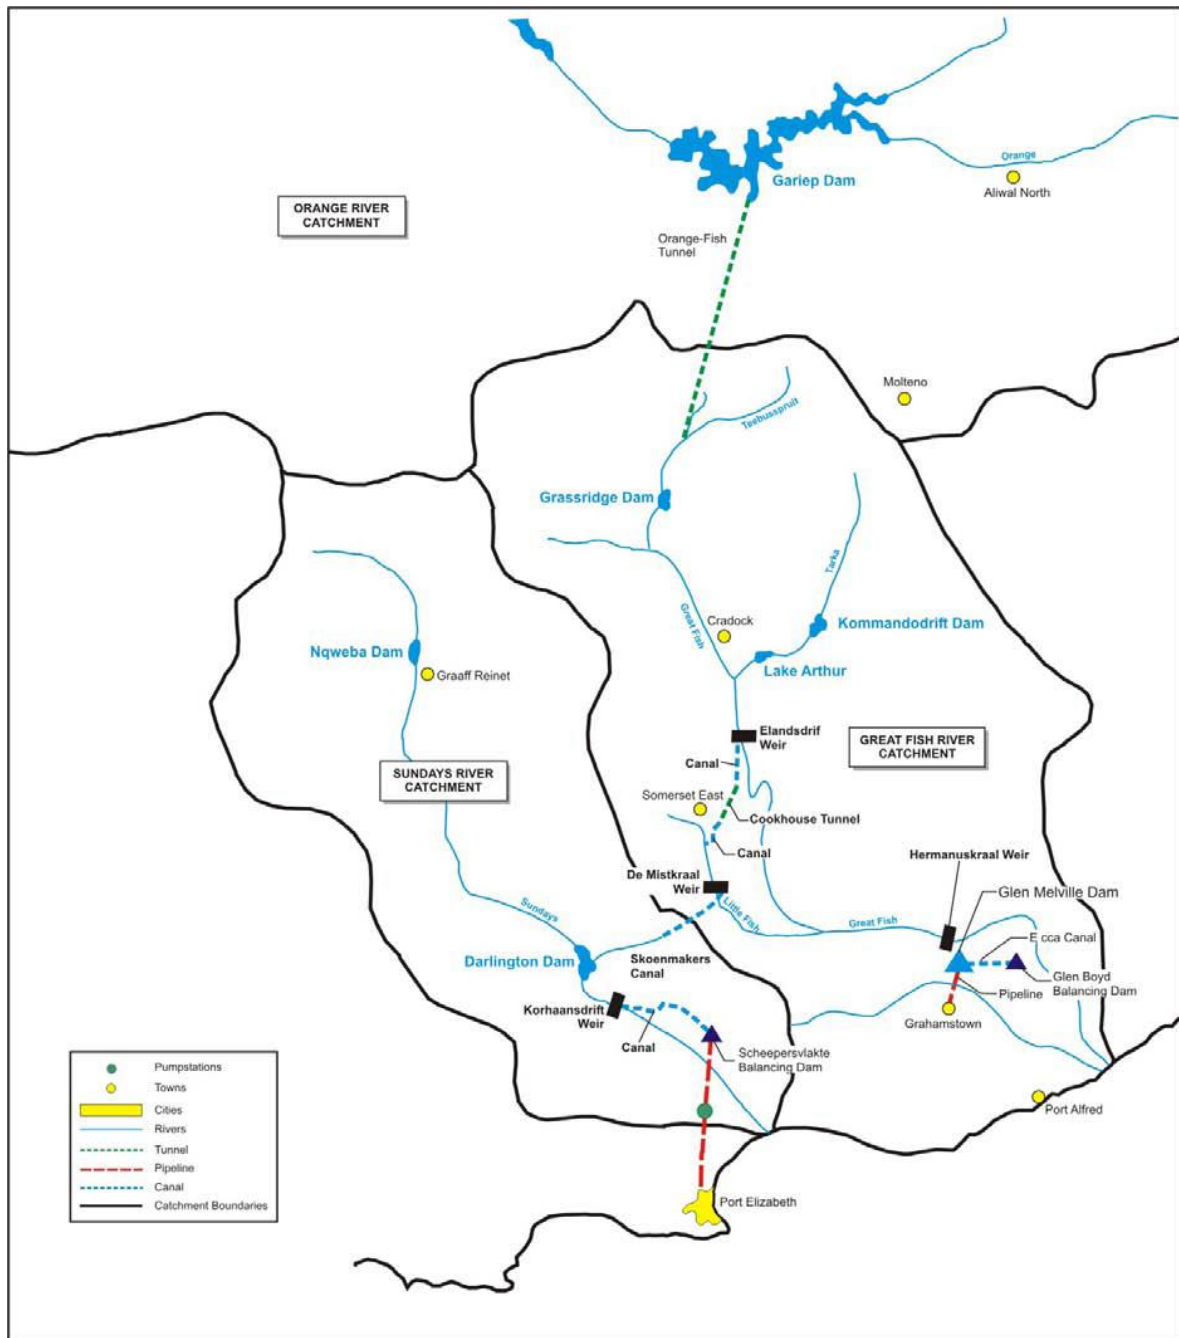 Gariep Dam
Orange
Aliwal North
ORANGE RIVER
CATCHMENT
Orange-Fish
Tunnel
Molteno
Teebusspruit
Grassridge Dam
Tarka
Great Fish
Cradock
Kommandodrift Dam
Lake Arthur
Nqweba Dam
Graaff Reinet
Elandsdrif
Weir
GREAT FISH RIVER
CATCHMENT
Canal
SUNDAYS RIVER
CATCHMENT
Somerset East
Cookhouse Tunnel
Canal
Hermanuskraal Weir
De Mistkraal
Weir
Glen Melville Dam
Little Fish
Sundays
Great Fish
E cca Canal
Darlington Dam
Skoenmakers
Canal
Glen Boyd
Balancing Dam
Pipeline
Korhaansdrift
Weir
Grahamstown
Canal
Scheepersvlakte
Balancing Dam
Port Alfred
Pumpstations
Towns
Cities
Rivers
Tunnel
Pipeline
Canal
Catchment Boundaries
Port Elizabeth